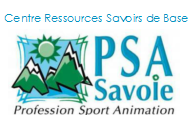 Centre Ressources Savoirs de Base
PSA
Savoie
Profession Sport Animation